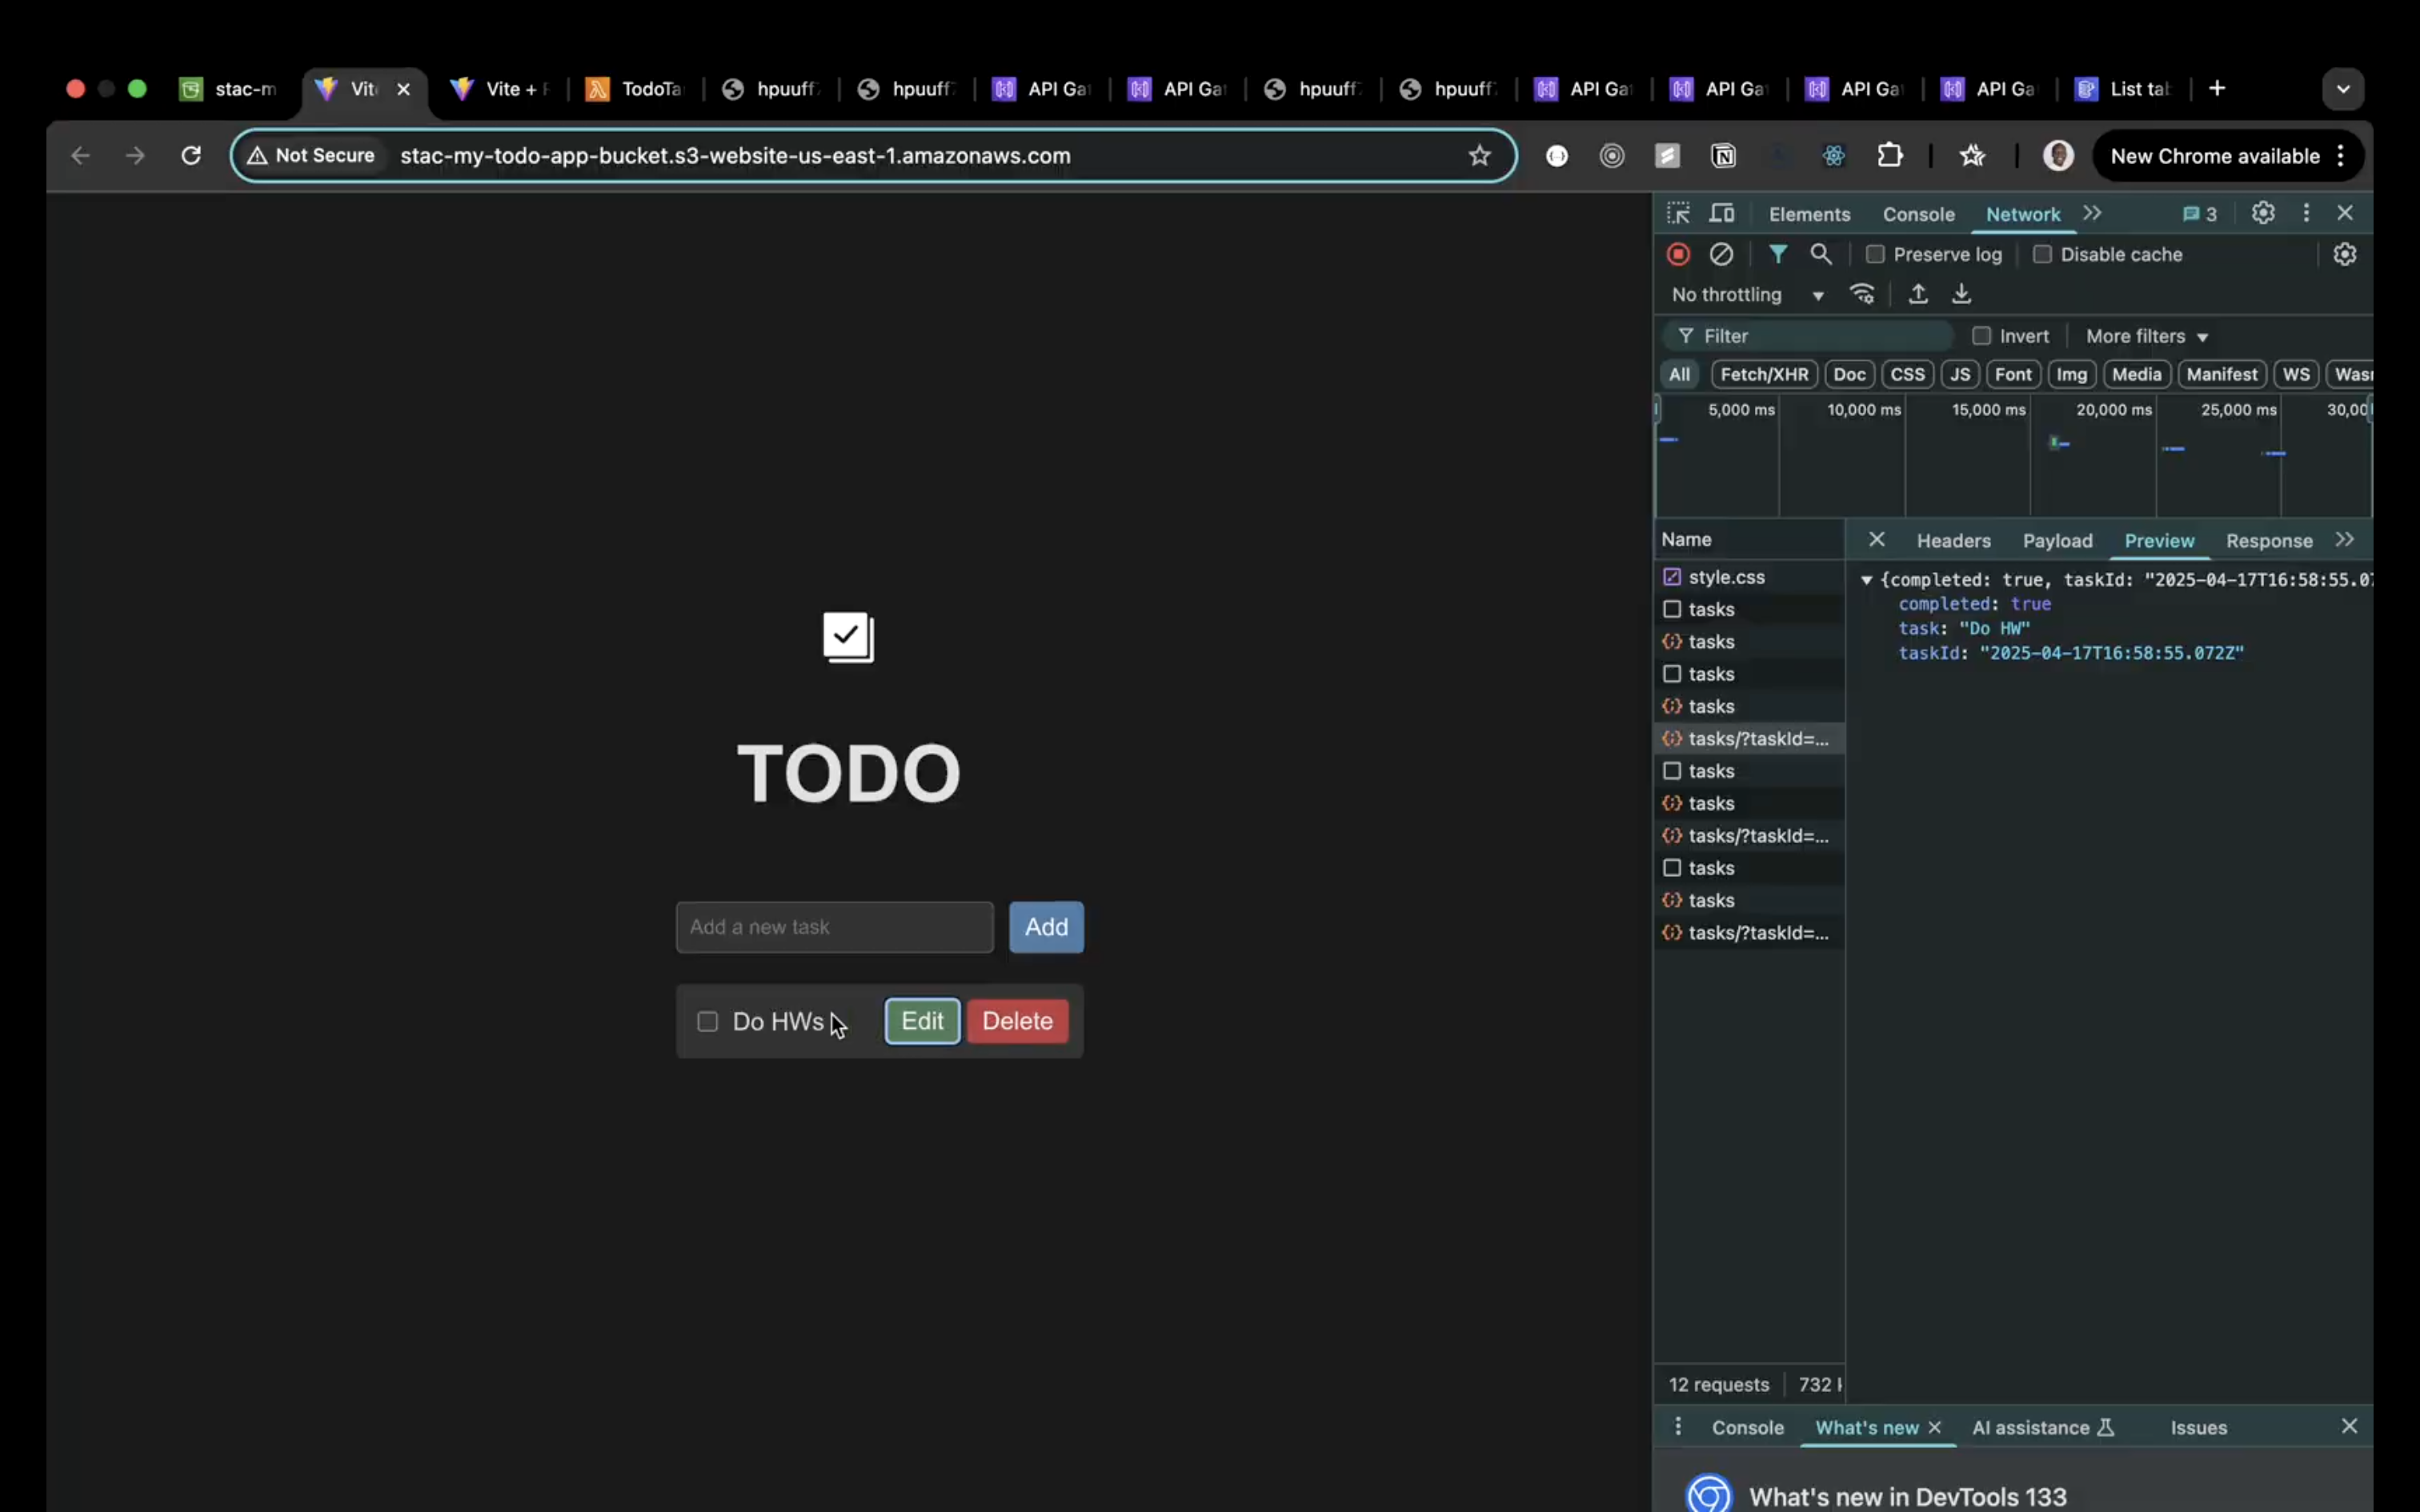 stac-m
Vit
Vite +
TodoTa
hpuuff
hpuuff
API Ga
API Ga
hpuuff
hpuuff
API Ga
API Ga
API Ga
API Ga
List ta
Not Secure
stac-my-todo-app-bucket.s3-website-us-east-1.amazonaws.com
New Chrome available
Elements Console Network 3
Preserve log Disable cache
No throttling
Filter Invert More filters
All Fetch/XHR Doc CSS JS Font Img Media Manifest WS Wasm
5,000 ms 10,000 ms 15,000 ms 20,000 ms 25,000 ms 30,00
Name
Headers Payload Preview Response
style.css
tasks
tasks
tasks
tasks
tasks/?taskId=...
tasks
tasks
tasks/?taskId=...
tasks
tasks
tasks/?taskId=...
{completed: true, taskId: "2025-04-17T16:58:55.07
completed: true
task: "Do HW"
taskId: "2025-04-17T16:58:55.072Z"
TODO
Add a new task Add
Do HWs Edit Delete
12 requests 732
Console What's new AI assistance Issues
What's new in DevTools 133